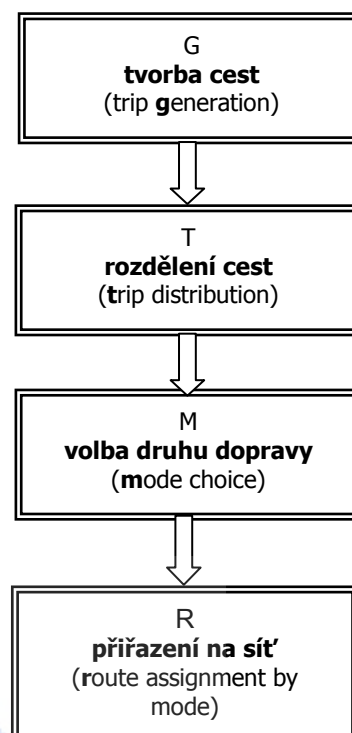 G
tvorba cest
(trip generation)
T
rozdělení cest
(trip distribution)
M
volba druhu dopravy
(mode choice)
R
přiřazení na síť
(route assignment by
mode)